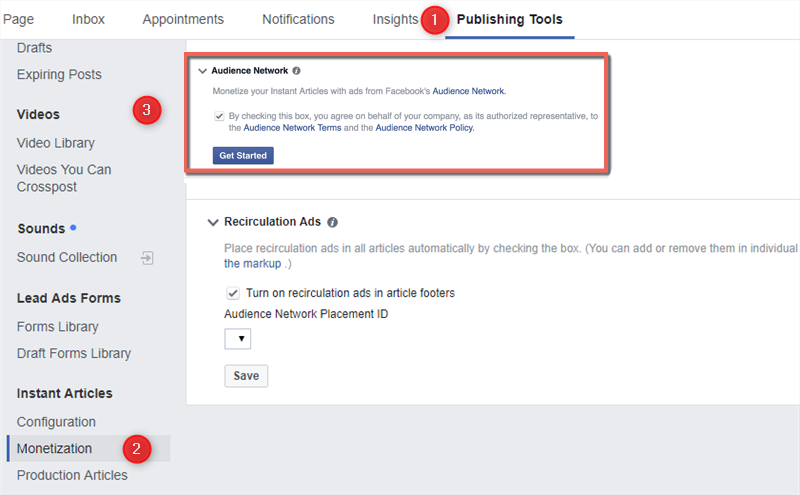 Page Inbox Appointments Notifications Insights 1 Publishing Tools
Drafts
Expiring Posts
Videos
3
Video Library
Videos You Can
Crosspost
Sounds
Sound Collection
Lead Ads Forms
Forms Library
Draft Forms Library
Instant Articles
Configuration
Monetization
2
Production Articles
Audience Network
Monetize your Instant Articles with ads from Facebook's Audience Network.
By checking this box, you agree on behalf of your company, as its authorized representative, to
the Audience Network Terms and the Audience Network Policy.
Get Started
Recirculation Ads
Place recirculation ads in all articles automatically by checking the box. (You can add or remove them in individual
the markup .)
Turn on recirculation ads in article footers
Audience Network Placement ID
Save